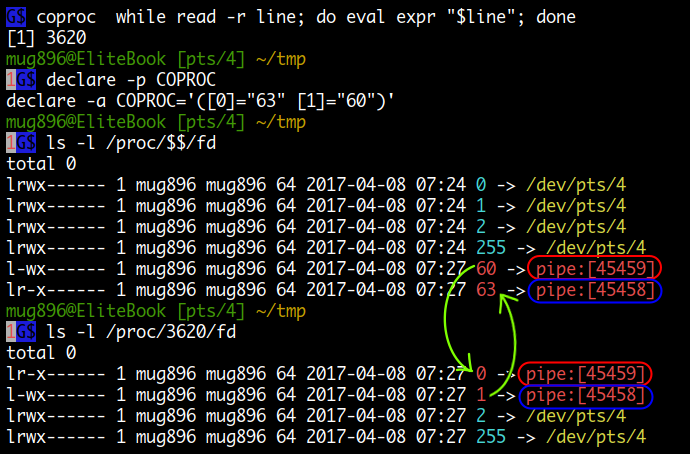 G$ coproc  while read -r line; do eval expr "$line"; done
[1] 3620
mug896@EliteBook [pts/4] ~/tmp
1G$ declare -p COPROC
declare -a COPROC='([0]="63" [1]="60")'
mug896@EliteBook [pts/4] ~/tmp
1G$ ls -l /proc/$$/fd
total 0
lrwx------ 1 mug896 mug896 64 2017-04-08 07:24 0 -> /dev/pts/4
lrwx------ 1 mug896 mug896 64 2017-04-08 07:24 1 -> /dev/pts/4
lrwx------ 1 mug896 mug896 64 2017-04-08 07:24 2 -> /dev/pts/4
lrwx------ 1 mug896 mug896 64 2017-04-08 07:24 255 -> /dev/pts/4
l-wx------ 1 mug896 mug896 64 2017-04-08 07:27 60 -> pipe:[45459]
lr-x------ 1 mug896 mug896 64 2017-04-08 07:27 63 -> pipe:[45458]
mug896@EliteBook [pts/4] ~/tmp
1G$ ls -l /proc/3620/fd
total 0
lr-x------ 1 mug896 mug896 64 2017-04-08 07:27 0 -> pipe:[45459]
l-wx------ 1 mug896 mug896 64 2017-04-08 07:27 1 -> pipe:[45458]
lrwx------ 1 mug896 mug896 64 2017-04-08 07:27 2 -> /dev/pts/4
lrwx------ 1 mug896 mug896 64 2017-04-08 07:27 255 -> /dev/pts/4